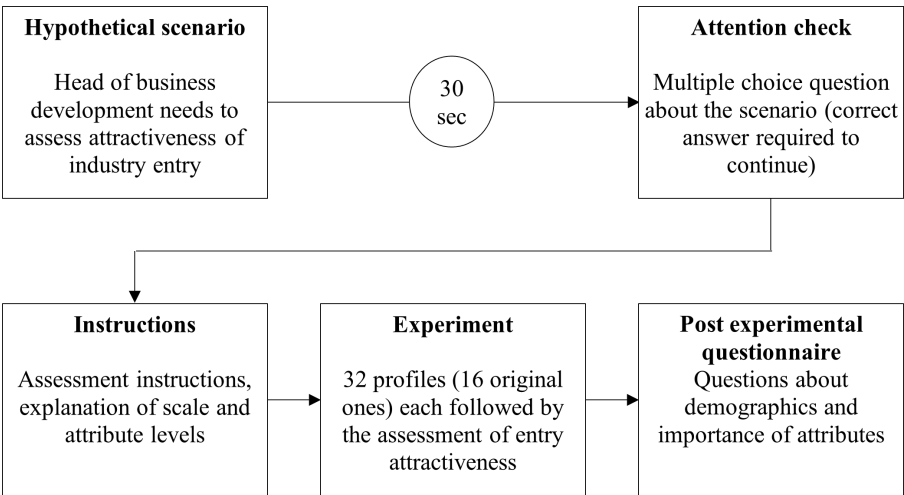 Hypothetical scenario
Head of business
development needs to
assess attractiveness of
industry entry
30
sec
Attention check
Multiple choice question
about the scenario (correct
answer required to
continue)
Instructions
Assessment instructions,
explanation of scale and
attribute levels
Experiment
32 profiles (16 original
ones) each followed by
the assessment of entry
attractiveness
Post experimental
questionnaire
Questions about
demographics and
importance of attributes